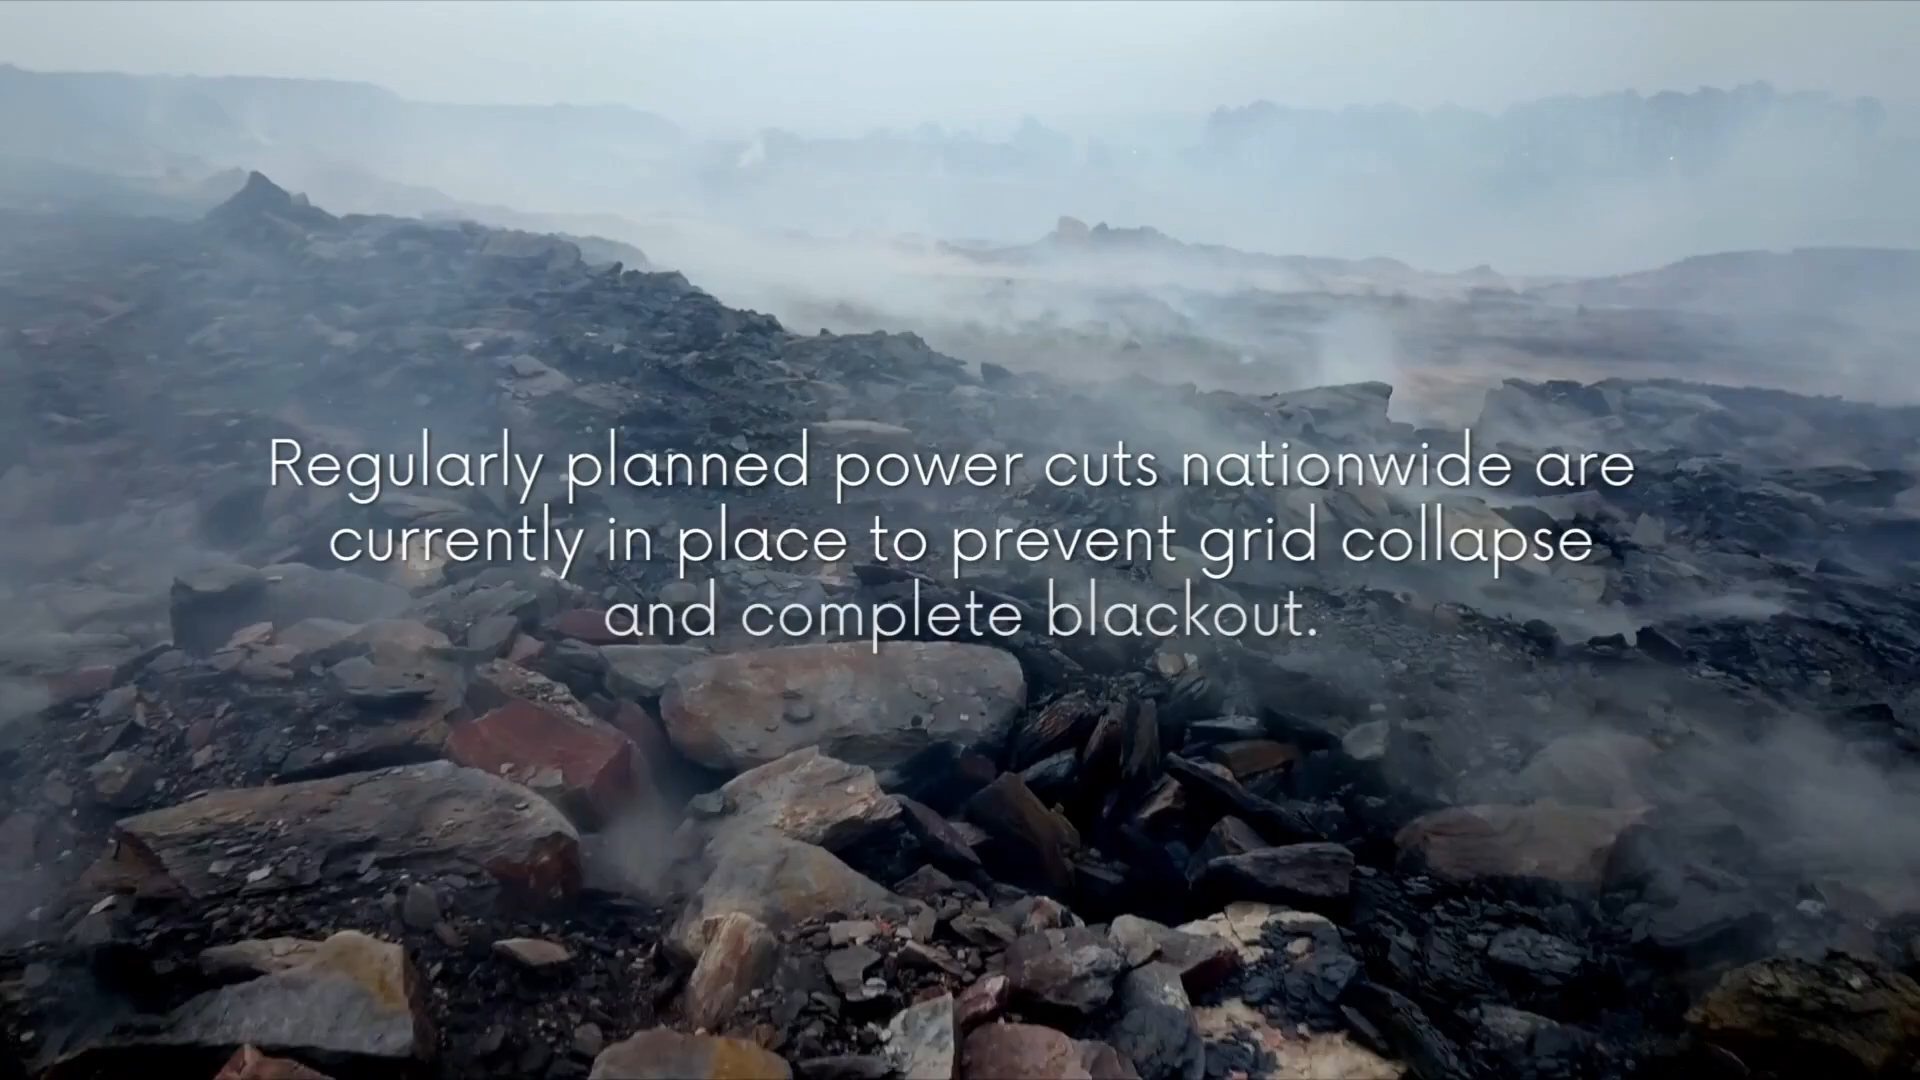 Regularly planned power cuts nationwide are
currently in place to prevent grid collapse
and complete blackout.